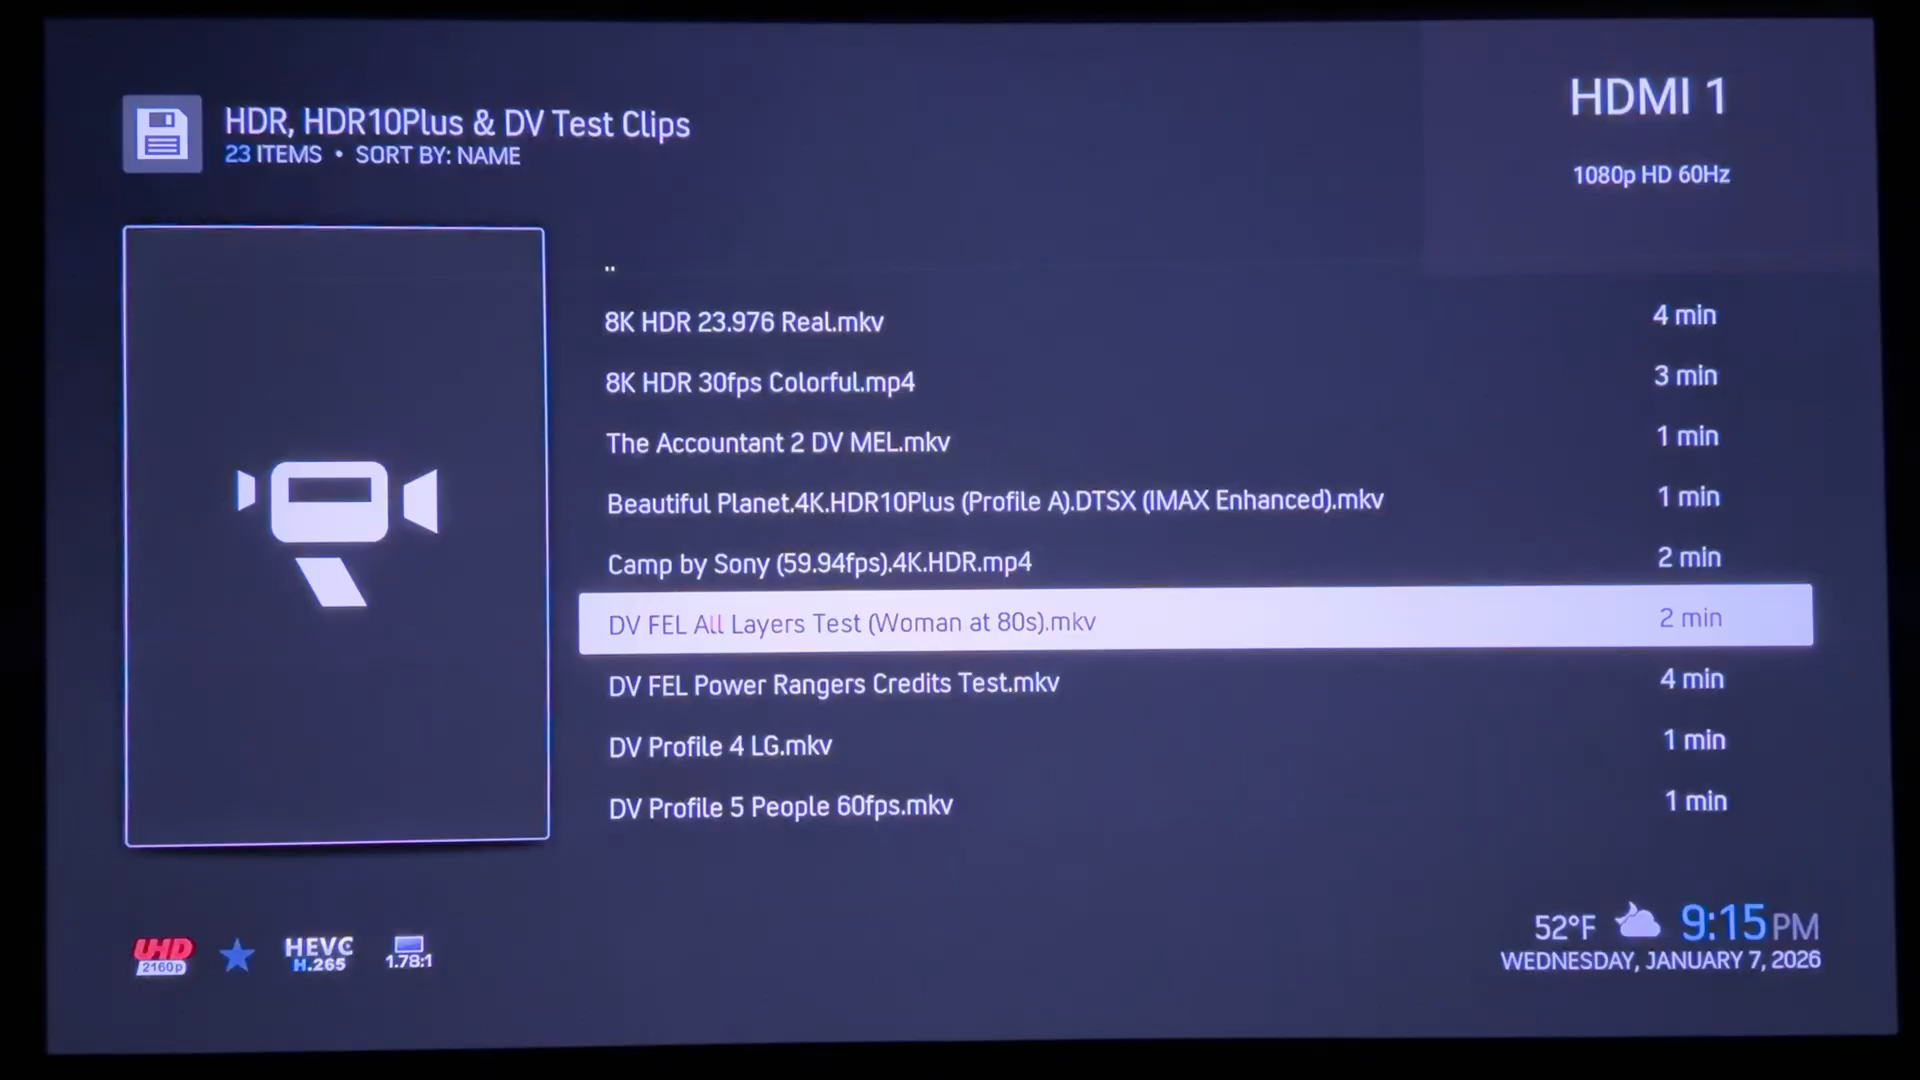 HDR, HDR10Plus & DV Test Clips
23 ITEMS • SORT BY: NAME
HDMI 1
1080p HD 60Hz
..
8K HDR 23.976 Real.mkv 4 min
8K HDR 30fps Colorful.mp4 3 min
The Accountant 2 DV MEL.mkv 1 min
Beautiful Planet.4K.HDR10Plus (Profile A).DTSX (IMAX Enhanced).mkv 1 min
Camp by Sony (59.94fps).4K.HDR.mp4 2 min
DV FEL All Layers Test (Woman at 80s).mkv 2 min
DV FEL Power Rangers Credits Test.mkv 4 min
DV Profile 4 LG.mkv 1 min
DV Profile 5 People 60fps.mkv 1 min
UHD
2160p
HEVC
H.265
1.78:1
52°F 9:15 PM
WEDNESDAY, JANUARY 7, 2026